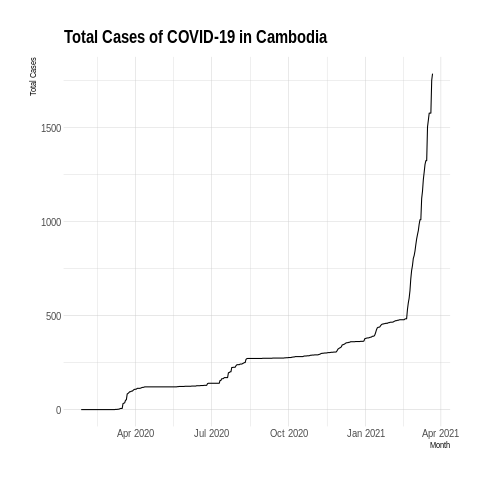 Total Cases of COVID-19 in Cambodia
Total Cases
1500
1000
500
0
Apr 2020 Jul 2020 Oct 2020 Jan 2021 Apr 2021
Month